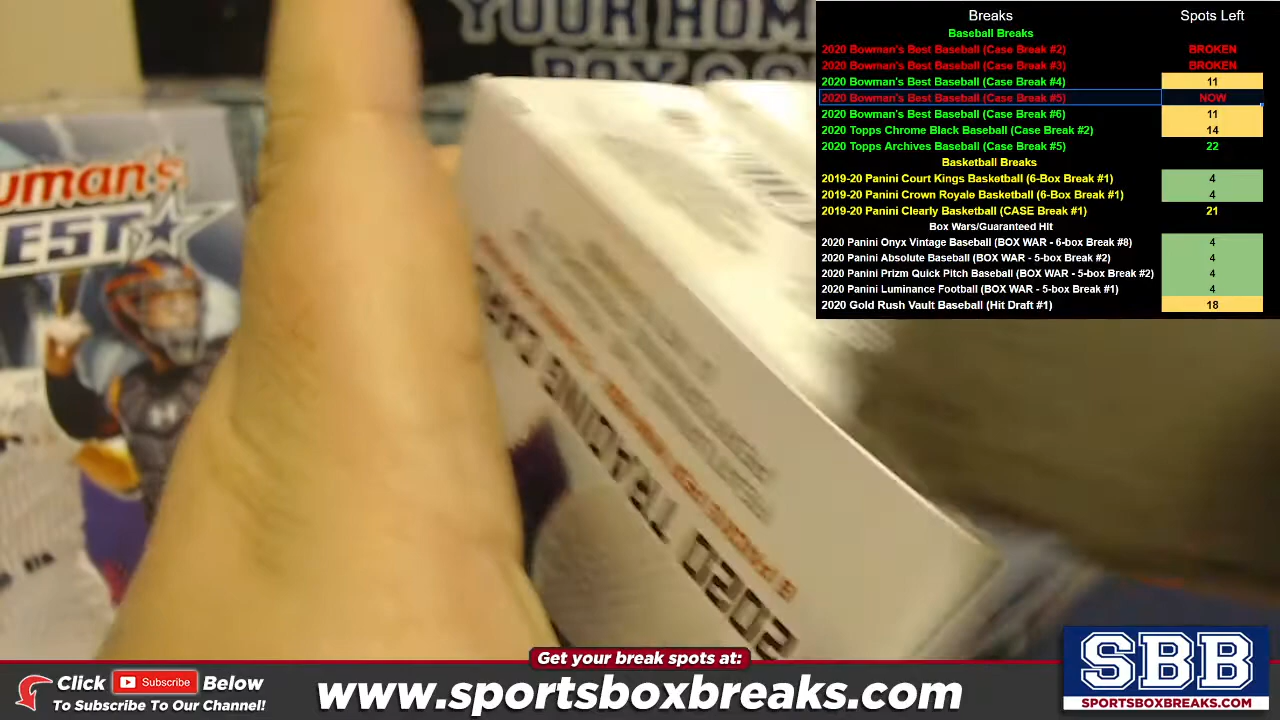 YOUR HOM
BOX &
uman's
EST
2020 TRADING CAR
Breaks Spots Left
Baseball Breaks
2020 Bowman's Best Baseball (Case Break #2) BROKEN
2020 Bowman's Best Baseball (Case Break #3) BROKEN
2020 Bowman's Best Baseball (Case Break #4) 11
2020 Bowman's Best Baseball (Case Break #5) NOW
2020 Bowman's Best Baseball (Case Break #6) 11
2020 Topps Chrome Black Baseball (Case Break #2) 14
2020 Topps Archives Baseball (Case Break #5) 22
Basketball Breaks
2019-20 Panini Court Kings Basketball (6-Box Break #1) 4
2019-20 Panini Crown Royale Basketball (6-Box Break #1) 4
2019-20 Panini Clearly Basketball (CASE Break #1) 21
Box Wars/Guaranteed Hit
2020 Panini Onyx Vintage Baseball (BOX WAR - 6-box Break #8) 4
2020 Panini Absolute Baseball (BOX WAR - 5-box Break #2) 4
2020 Panini Prizm Quick Pitch Baseball (BOX WAR - 5-box Break #2) 4
2020 Panini Luminance Football (BOX WAR - 5-box Break #1) 4
2020 Gold Rush Vault Baseball (Hit Draft #1) 18
Get your break spots at:
Click Subscribe Below
To Subscribe To Our Channel!
www.sportsboxbreaks.com
SBB
SPORTSBOXBREAKS.COM